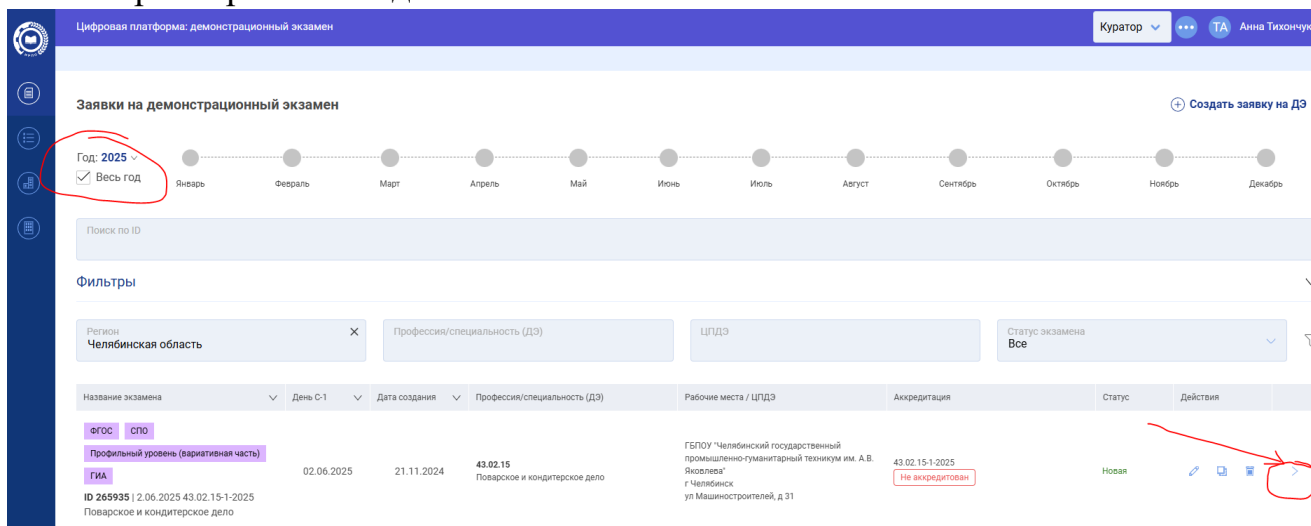 Цифровая платформа: демонстрационный экзамен
Куратор
ТА
Анна Тихончук
Заявки на демонстрационный экзамен
Создать заявку на ДЭ
Год: 2025
Весь год
Январь
Февраль
Март
Апрель
Май
Июнь
Июль
Август
Сентябрь
Октябрь
Ноябрь
Декабрь
Поиск по ID
Фильтры
Регион
Челябинская область
Профессия/специальность (ДЭ)
ЦПДЭ
Статус экзамена
Все
Название экзамена
День С-1
Дата создания
Профессия/специальность (ДЭ)
Рабочие места / ЦПДЭ
Аккредитация
Статус
Действия
ФГОС
СПО
Профильный уровень (вариативная часть)
ГИА
ID 265935 | 2.06.2025 43.02.15-1-2025
Поварское и кондитерское дело
02.06.2025
21.11.2024
43.02.15
Поварское и кондитерское дело
ГБПОУ "Челябинский государственный
промышленно-гуманитарный техникум им. А.В.
Яковлева"
г Челябинск
ул Машиностроителей, д 31
43.02.15-1-2025
Не аккредитован
Новая